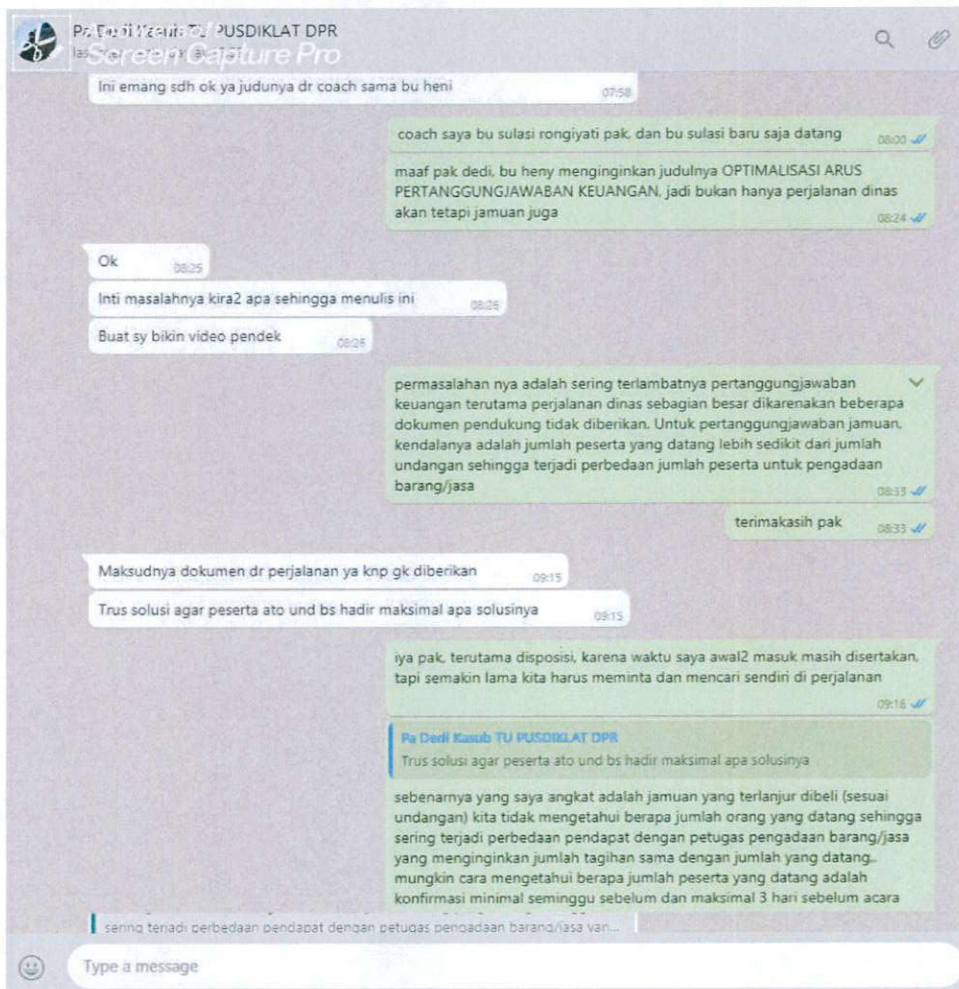 Pa Dedi Kasub TU PUSDIKLAT DPR
Screen Capture Pro
Ini emang sdh ok ya judunya dr coach sama bu heni 07:58
coach saya bu sulasi rongiyati pak, dan bu sulasi baru saja datang 08:00
maaf pak dedi, bu heny menginginkan judulnya OPTIMALISASI ARUS
PERTANGGUNGJAWABAN KEUANGAN, jadi bukan hanya perjalanan dinas
akan tetapi jamuan juga 08:24
Ok 08:25
Inti masalahnya kira2 apa sehingga menulis ini 08:26
Buat sy bikin video pendek 08:26
permasalahan nya adalah sering terlambatnya pertanggungjawaban
keuangan terutama perjalanan dinas sebagian besar dikarenakan beberapa
dokumen pendukung tidak diberikan. Untuk pertanggungjawaban jamuan,
kendalanya adalah jumlah peserta yang datang lebih sedikit dari jumlah
undangan sehingga terjadi perbedaan jumlah peserta untuk pengadaan
barang/jasa 08:33
terimakasih pak 08:33
Maksudnya dokumen dr perjalanan ya knp gk diberikan 09:15
Trus solusi agar peserta ato und bs hadir maksimal apa solusinya 09:15
iya pak, terutama disposisi, karena waktu saya awal2 masuk masih disertakan,
tapi semakin lama kita harus meminta dan mencari sendiri di perjalanan
09:16
Pa Dedi Kasub TU PUSDIKLAT DPR
Trus solusi agar peserta ato und bs hadir maksimal apa solusinya
sebenarnya yang saya angkat adalah jamuan yang terlanjur dibeli (sesuai
undangan) kita tidak mengetahui berapa jumlah orang yang datang sehingga
sering terjadi perbedaan pendapat dengan petugas pengadaan barang/jasa
yang menginginkan jumlah tagihan sama dengan jumlah yang datang..
mungkin cara mengetahui berapa jumlah peserta yang datang adalah
konfirmasi minimal seminggu sebelum dan maksimal 3 hari sebelum acara
sering terjadi perbedaan pendapat dengan petugas pengadaan barang/jasa yan...
Type a message